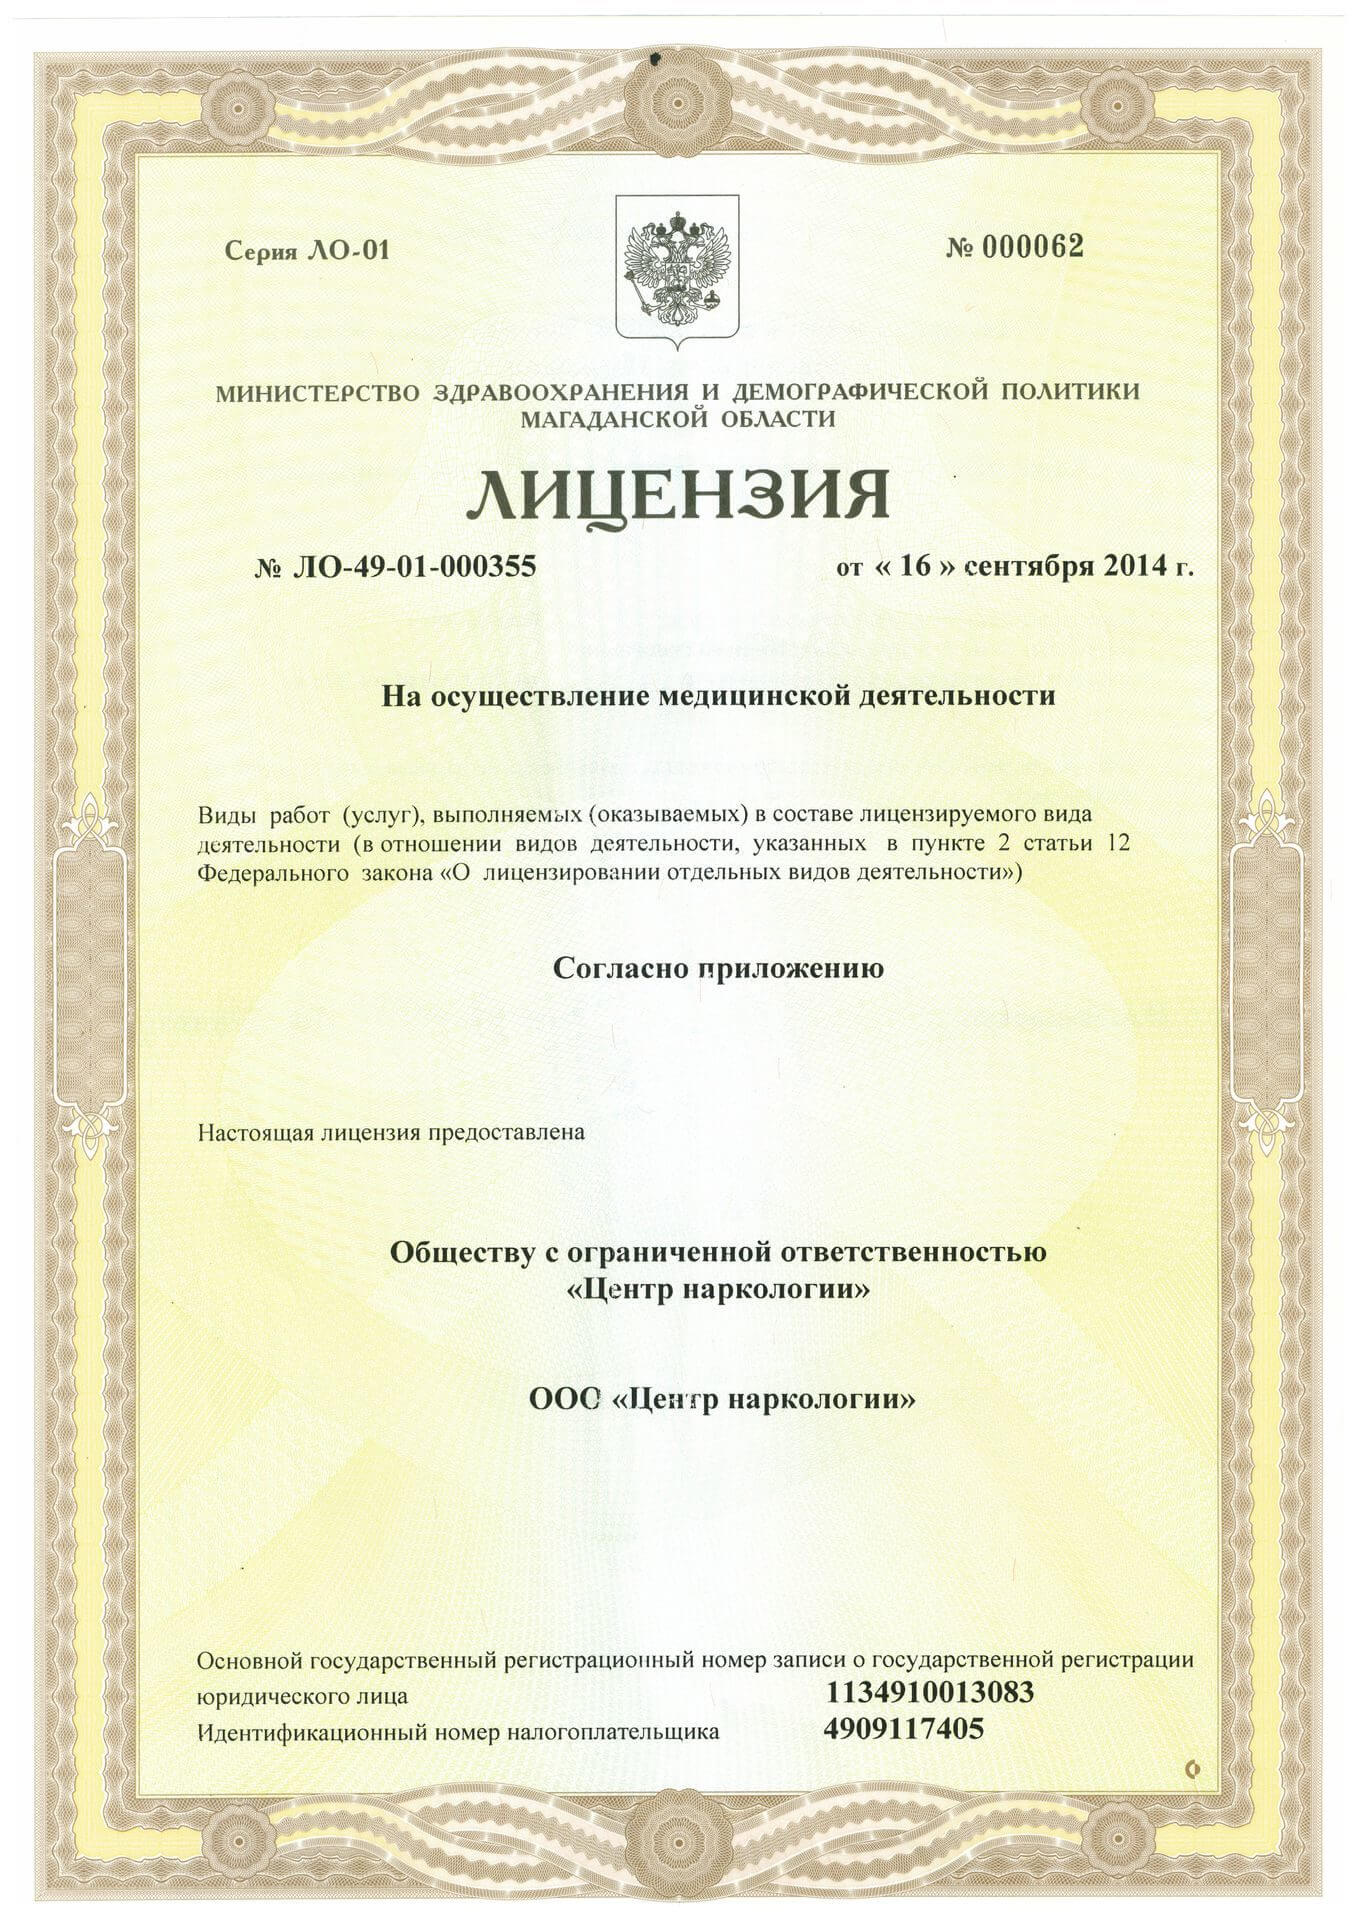 Серия ЛО-01
№ 000062
МИНИСТЕРСТВО ЗДРАВООХРАНЕНИЯ И ДЕМОГРАФИЧЕСКОЙ ПОЛИТИКИ
МАГАДАНСКОЙ ОБЛАСТИ
ЛИЦЕНЗИЯ
№ ЛО-49-01-000355
от « 16 » сентября 2014 г.
На осуществление медицинской деятельности
Виды работ (услуг), выполняемых (оказываемых) в составе лицензируемого вида
деятельности (в отношении видов деятельности, указанных в пункте 2 статьи 12
Федерального закона «О лицензировании отдельных видов деятельности»)
Согласно приложению
Настоящая лицензия предоставлена
Обществу с ограниченной ответственностью
«Центр наркологии»
ООО «Центр наркологии»
Основной государственный регистрационный номер записи о государственной регистрации
юридического лица 1134910013083
Идентификационный номер налогоплательщика 4909117405